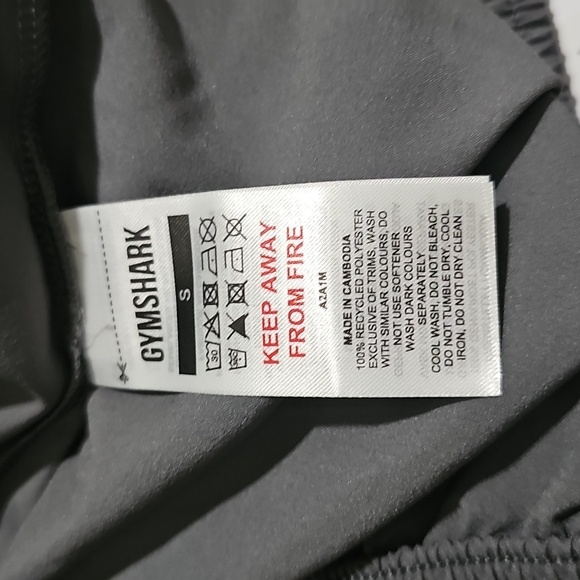 GYMSHARK
S
30
KEEP AWAY
FROM FIRE
A2A1M
MADE IN CAMBODIA
100% RECYCLED POLYESTER
EXCLUSIVE OF TRIMS, WASH
WITH SIMILAR COLOURS, DO
NOT USE SOFTENER
WASH DARK COLOURS
SEPARATELY
COOL WASH, DO NOT BLEACH,
DO NOT TUMBLE DRY, COOL
IRON, DO NOT DRY CLEAN